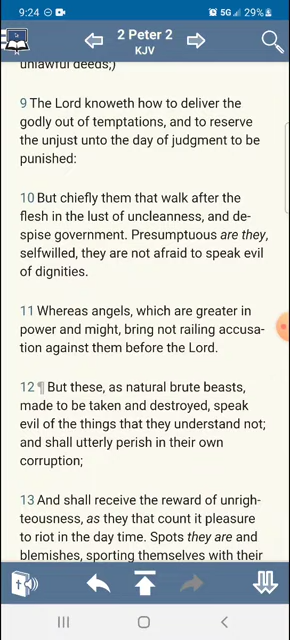 9:24
5G 29%
2 Peter 2
KJV
unlawful deeds;)
9 The Lord knoweth how to deliver the
godly out of temptations, and to reserve
the unjust unto the day of judgment to be
punished:
10 But chiefly them that walk after the
flesh in the lust of uncleanness, and de-
spise government. Presumptuous are they,
selfwilled, they are not afraid to speak evil
of dignities.
11 Whereas angels, which are greater in
power and might, bring not railing accusa-
tion against them before the Lord.
12 ¶ But these, as natural brute beasts,
made to be taken and destroyed, speak
evil of the things that they understand not;
and shall utterly perish in their own
corruption;
13 And shall receive the reward of unrigh-
teousness, as they that count it pleasure
to riot in the day time. Spots they are and
blemishes, sporting themselves with their